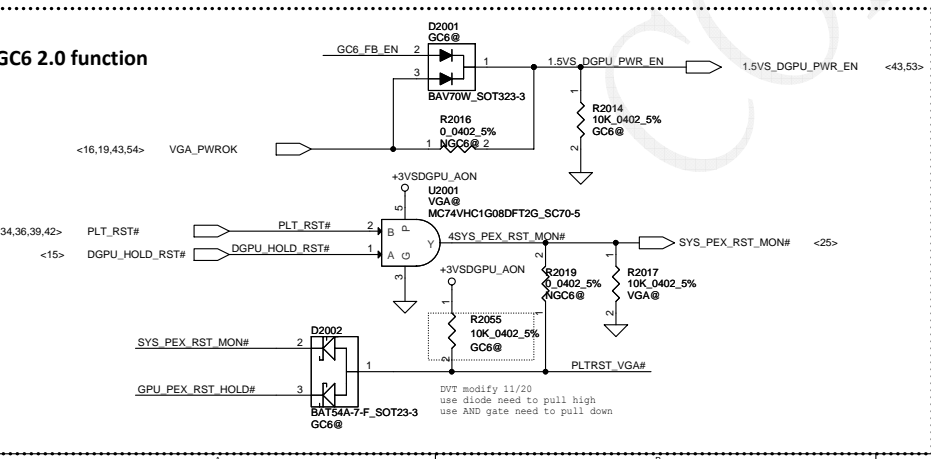 D2001
GC6@
GC6 2.0 function
GC6_FB_EN 2
1 1.5VS_DGPU_PWR_EN 1.5VS_DGPU_PWR_EN <43,53>
3
BAV70W_SOT323-3
R2016
0_0402_5%
1 NGC6@ 2
1
R2014
10K_0402_5%
GC6@
2
<16,19,43,54> VGA_PWROK
+3VSDGPU_AON
U2001
VGA@
MC74VHC1G08DFT2G_SC70-5
5
P
34,36,39,42> PLT_RST# PLT_RST# 2 B
Y 4SYS_PEX_RST_MON# SYS_PEX_RST_MON# <25>
<15> DGPU_HOLD_RST# DGPU_HOLD_RST# 1 A
G
3
+3VSDGPU_AON
2
R2019
0_0402_5%
NGC6@
1
1
R2017
10K_0402_5%
VGA@
2
1
R2055
10K_0402_5%
GC6@
2
D2002
SYS_PEX_RST_MON# 2
1 PLTRST_VGA#
GPU_PEX_RST_HOLD# 3
BAT54A-7-F_SOT23-3
GC6@
DVT modify 11/20
use diode need to pull high
use AND gate need to pull down